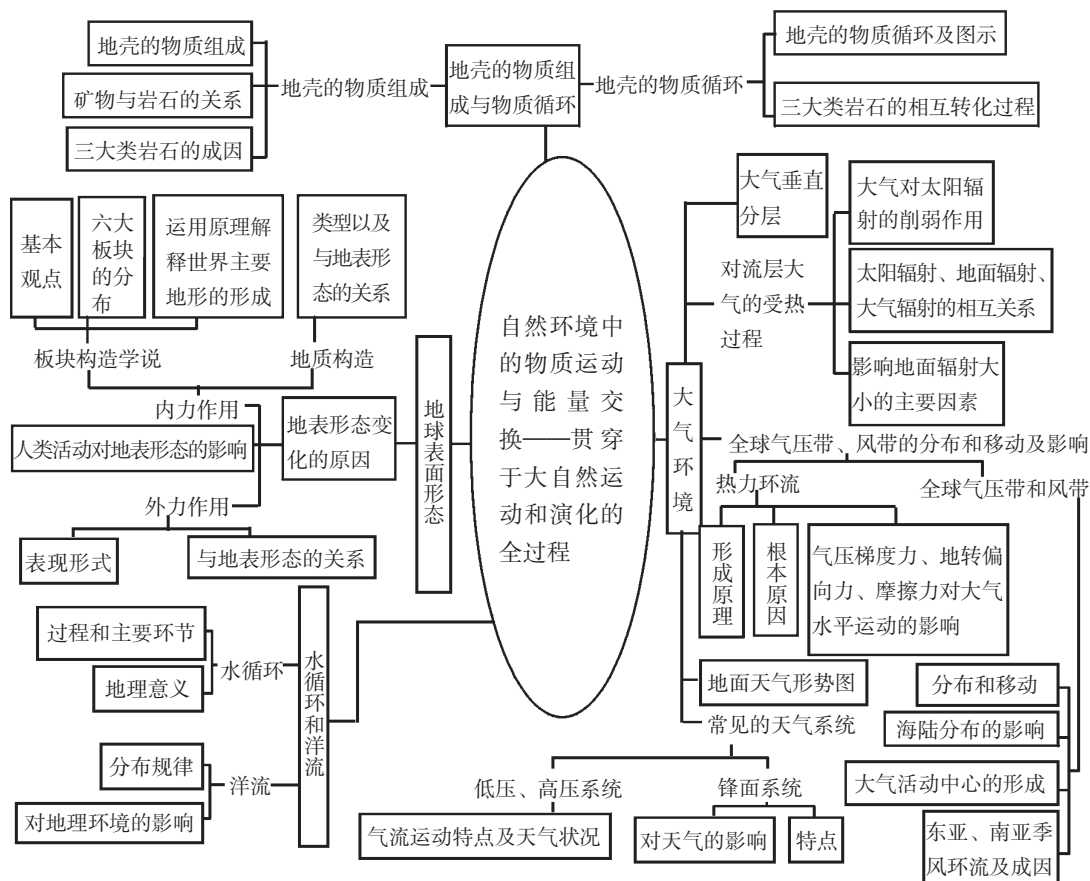 地壳的物质组成
矿物与岩石的关系
三大类岩石的成因
地壳的物质组成
地壳的物质组
成与物质循环
地壳的物质循环
地壳的物质循环及图示
三大类岩石的相互转化过程
基本
观点
六大
板块
的分
布
运用原理解
释世界主要
地形的形成
类型以及
与地表形
态的关系
板块构造学说
地质构造
内力作用
人类活动对地表形态的影响
外力作用
地表形态变
化的原因
地球表面形态
表现形式
与地表形态的关系
自然环境中
的物质运动
与能量交
换——贯穿
于大自然运
动和演化的
全过程
过程和主要环节
地理意义
水循环
水循环和洋流
分布规律
对地理环境的影响
洋流
大气环境
大气垂直
分层
对流层大
气的受热
过程
大气对太阳辐
射的削弱作用
太阳辐射、地面辐射、
大气辐射的相互关系
影响地面辐射大
小的主要因素
全球气压带、风带的分布和移动及影响
热力环流
全球气压带和风带
形成原理
根本原因
气压梯度力、地转偏
向力、摩擦力对大气
水平运动的影响
地面天气形势图
常见的天气系统
低压、高压系统
锋面系统
气流运动特点及天气状况
对天气的影响
特点
分布和移动
海陆分布的影响
大气活动中心的形成
东亚、南亚季
风环流及成因